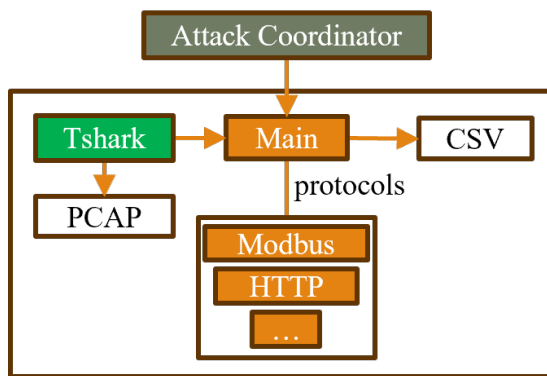 Attack Coordinator
Tshark
Main
CSV
PCAP
protocols
Modbus
HTTP
...